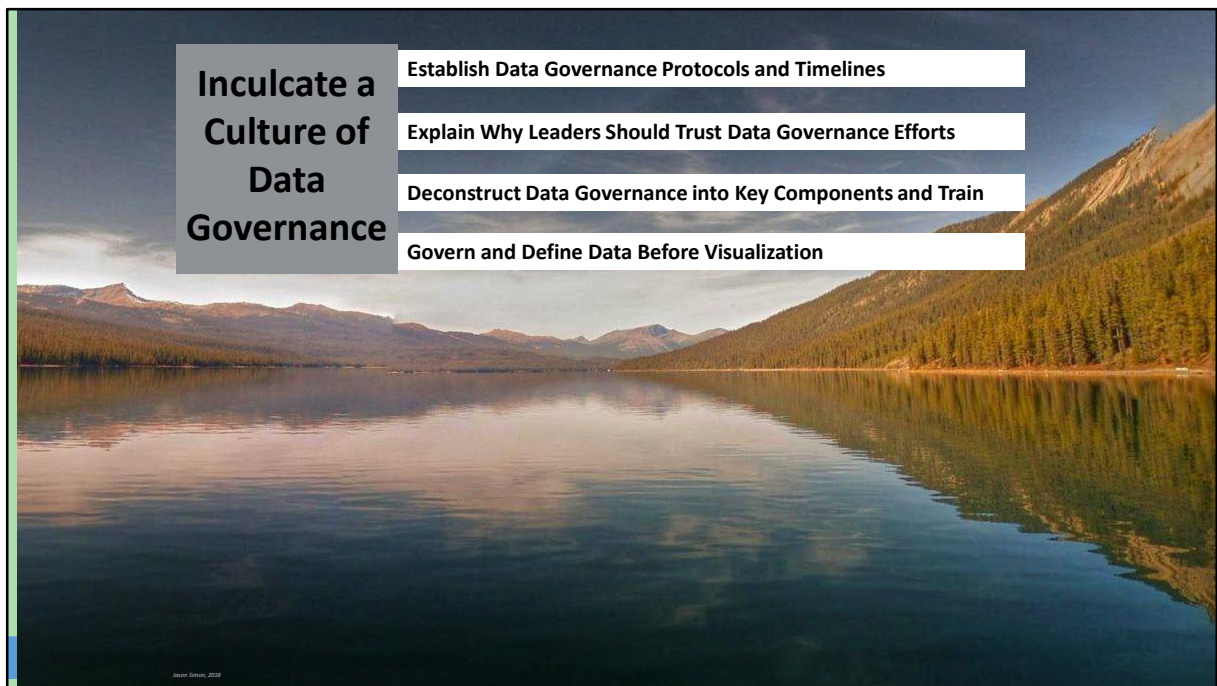 Inculcate a
Culture of
Data
Governance
Establish Data Governance Protocols and Timelines
Explain Why Leaders Should Trust Data Governance Efforts
Deconstruct Data Governance into Key Components and Train
Govern and Define Data Before Visualization
Jason Simon, 2018